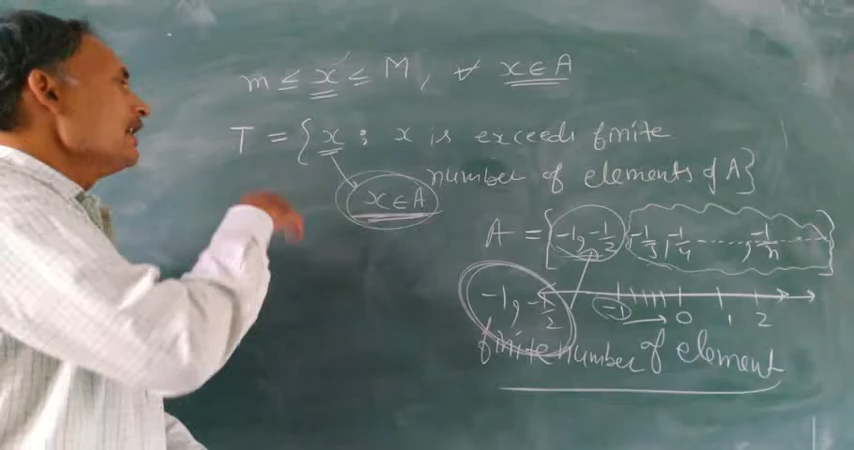 m ≤ x ≤ M, ∀ x ∈ A
T = {x ; x is exceeds finite
number of elements of A}
x ∈ A
A = {-1, -1/2, -1/3, -1/4 ......, -1/n ......}
-1, -1/2
-1 0 1 2
finite number of element